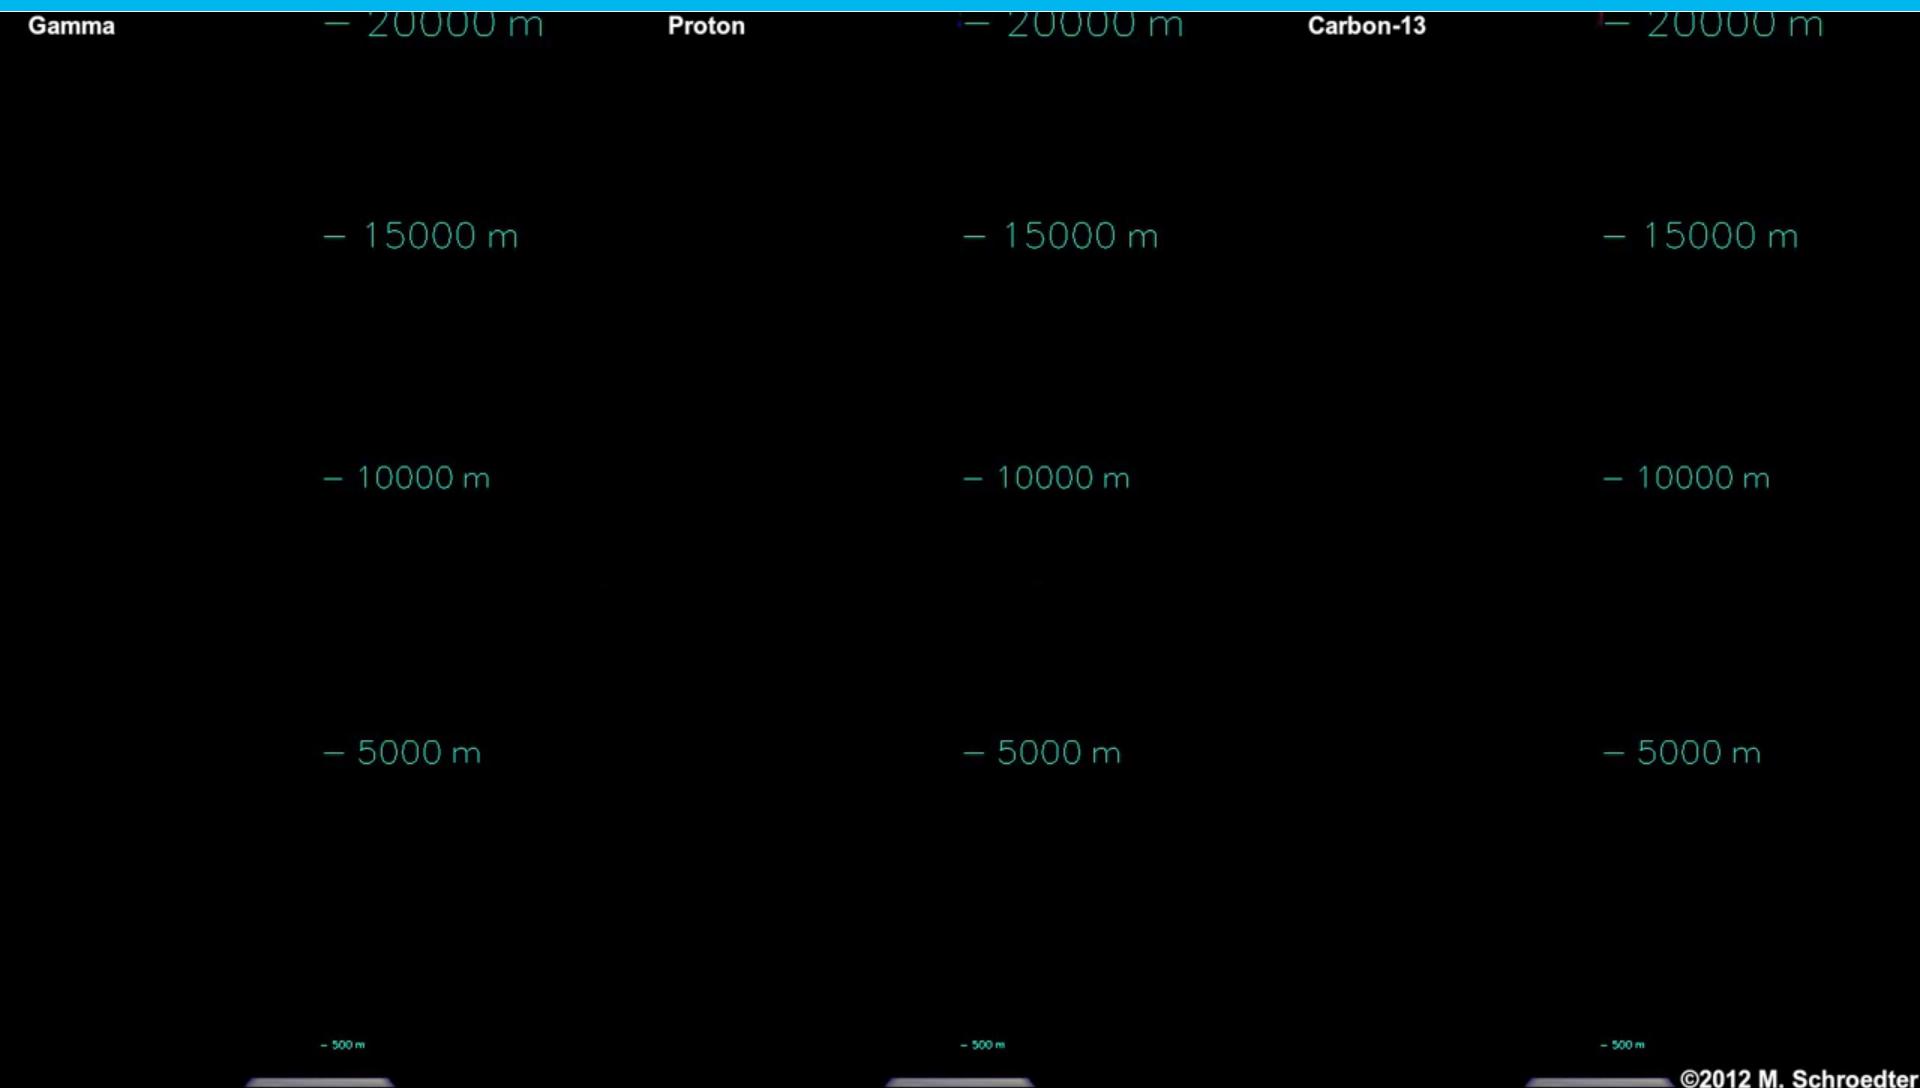 Gamma
– 20000 m
Proton
– 20000 m
Carbon-13
– 20000 m
– 15000 m
– 15000 m
– 15000 m
– 10000 m
– 10000 m
– 10000 m
– 5000 m
– 5000 m
– 5000 m
– 500 m
– 500 m
– 500 m
©2012 M. Schroedter